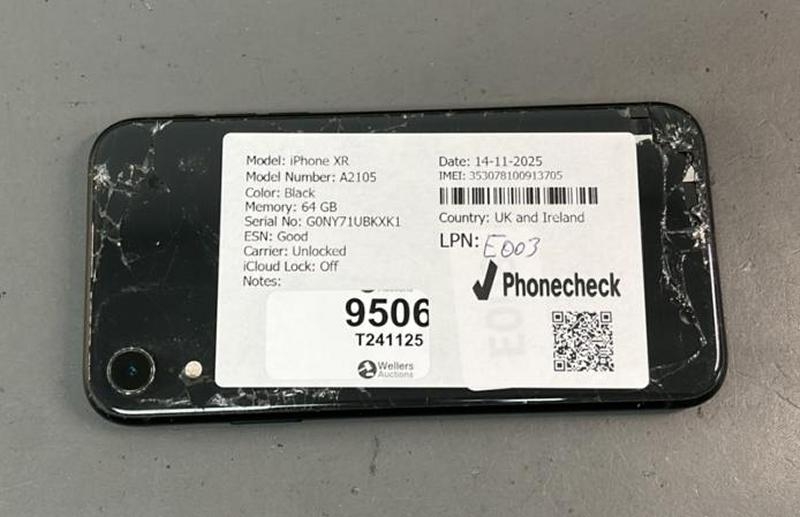 Model: iPhone XR
Model Number: A2105
Color: Black
Memory: 64 GB
Serial No: G0NY71UBKXK1
ESN: Good
Carrier: Unlocked
iCloud Lock: Off
Notes:
Date: 14-11-2025
IMEI: 353078100913705
Country: UK and Ireland
LPN: E003
Phonecheck
9506
T241125
Wellers
Auctions